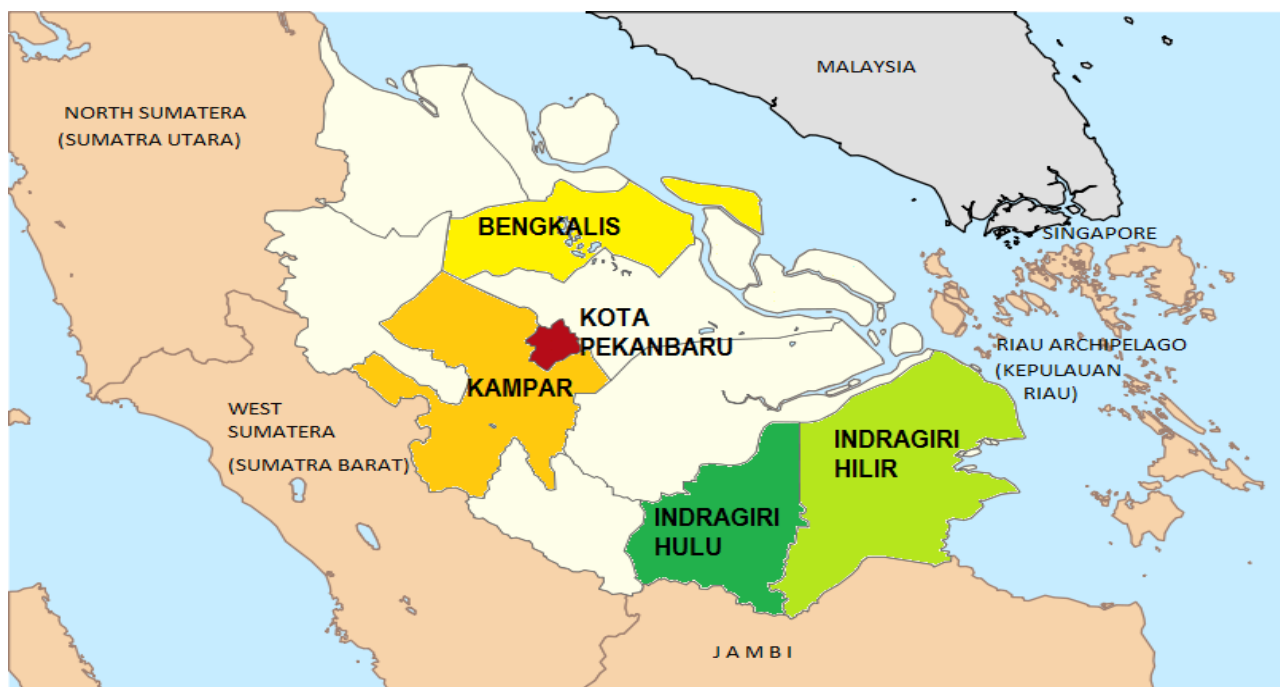 MALAYSIA
NORTH SUMATERA
(SUMATRA UTARA)
BENGKALIS
SINGAPORE
KOTA
PEKANBARU
RIAU ARCHIPELAGO
(KEPULAUAN
RIAU)
KAMPAR
WEST
SUMATERA
(SUMATRA BARAT)
INDRAGIRI
HILIR
INDRAGIRI
HULU
JAMBI